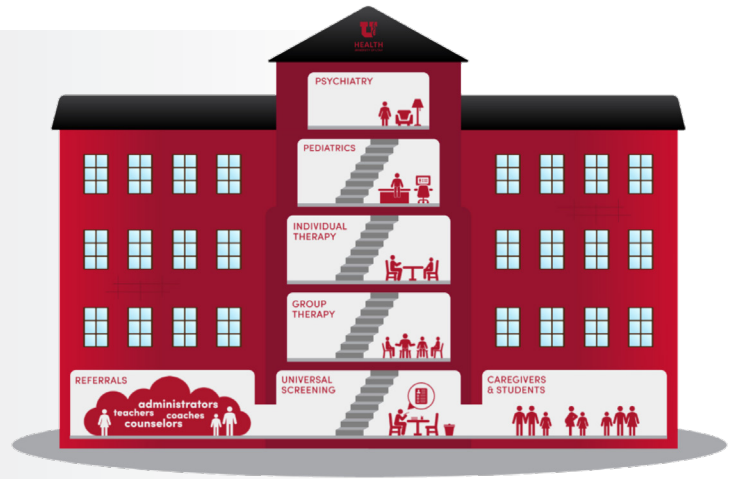 U
HEALTH
PSYCHIATRY
PEDIATRICS
INDIVIDUAL
THERAPY
GROUP
THERAPY
REFERRALS
administrators
teachers coaches
counselors
UNIVERSAL
SCREENING
CAREGIVERS
& STUDENTS